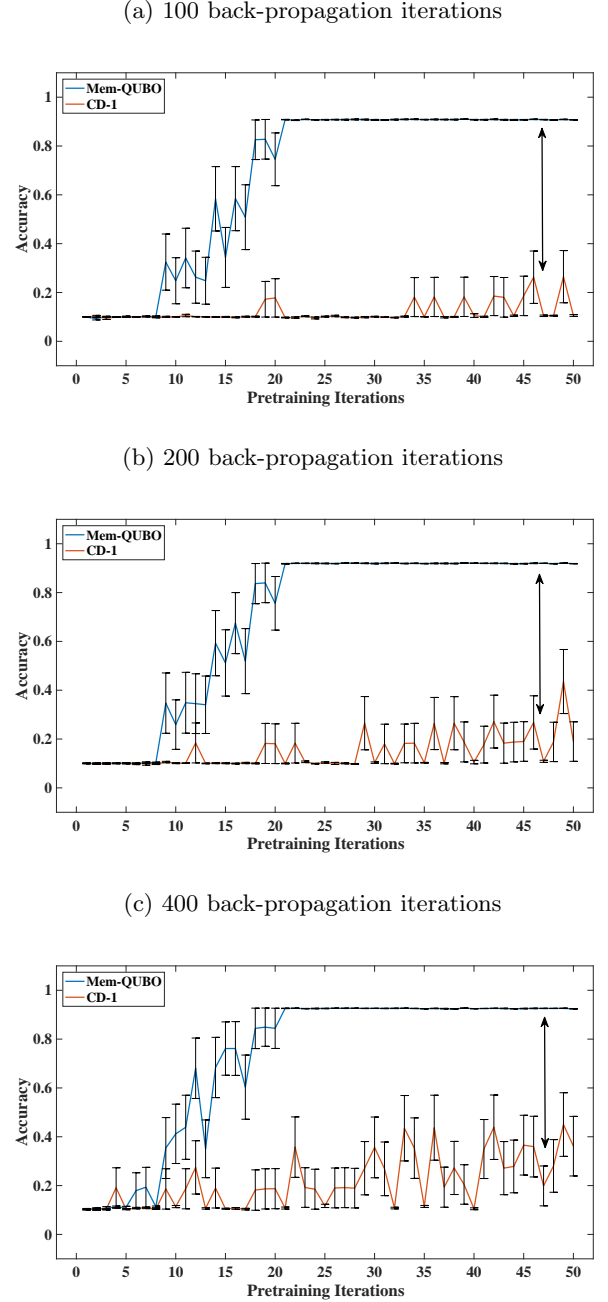 (a) 100 back-propagation iterations
Mem-QUBO
CD-1
1
0.8
0.6
0.4
0.2
0
Accuracy
0 5 10 15 20 25 30 35 40 45 50
Pretraining Iterations
(b) 200 back-propagation iterations
Mem-QUBO
CD-1
1
0.8
0.6
0.4
0.2
0
Accuracy
0 5 10 15 20 25 30 35 40 45 50
Pretraining Iterations
(c) 400 back-propagation iterations
Mem-QUBO
CD-1
1
0.8
0.6
0.4
0.2
0
Accuracy
0 5 10 15 20 25 30 35 40 45 50
Pretraining Iterations